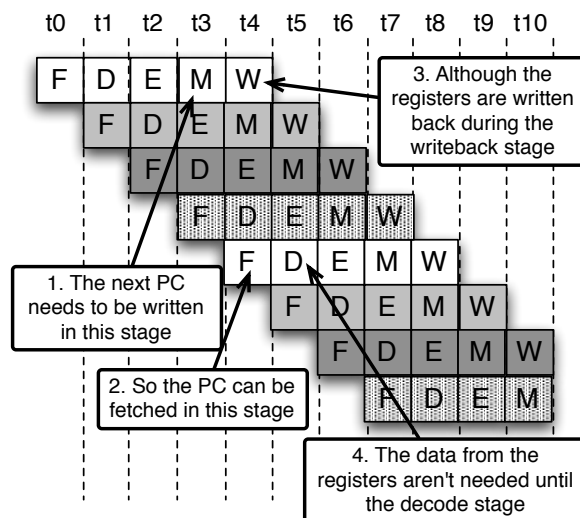 t0 t1 t2 t3 t4 t5 t6 t7 t8 t9 t10
F D E M W
3. Although the
registers are written
back during the
writeback stage
F D E M W
F D E M W
F D E M W
F D E M W
1. The next PC
needs to be written
in this stage
F D E M W
F D E M W
2. So the PC can be
fetched in this stage
F D E M
4. The data from
the
registers aren't needed until
the decode stage